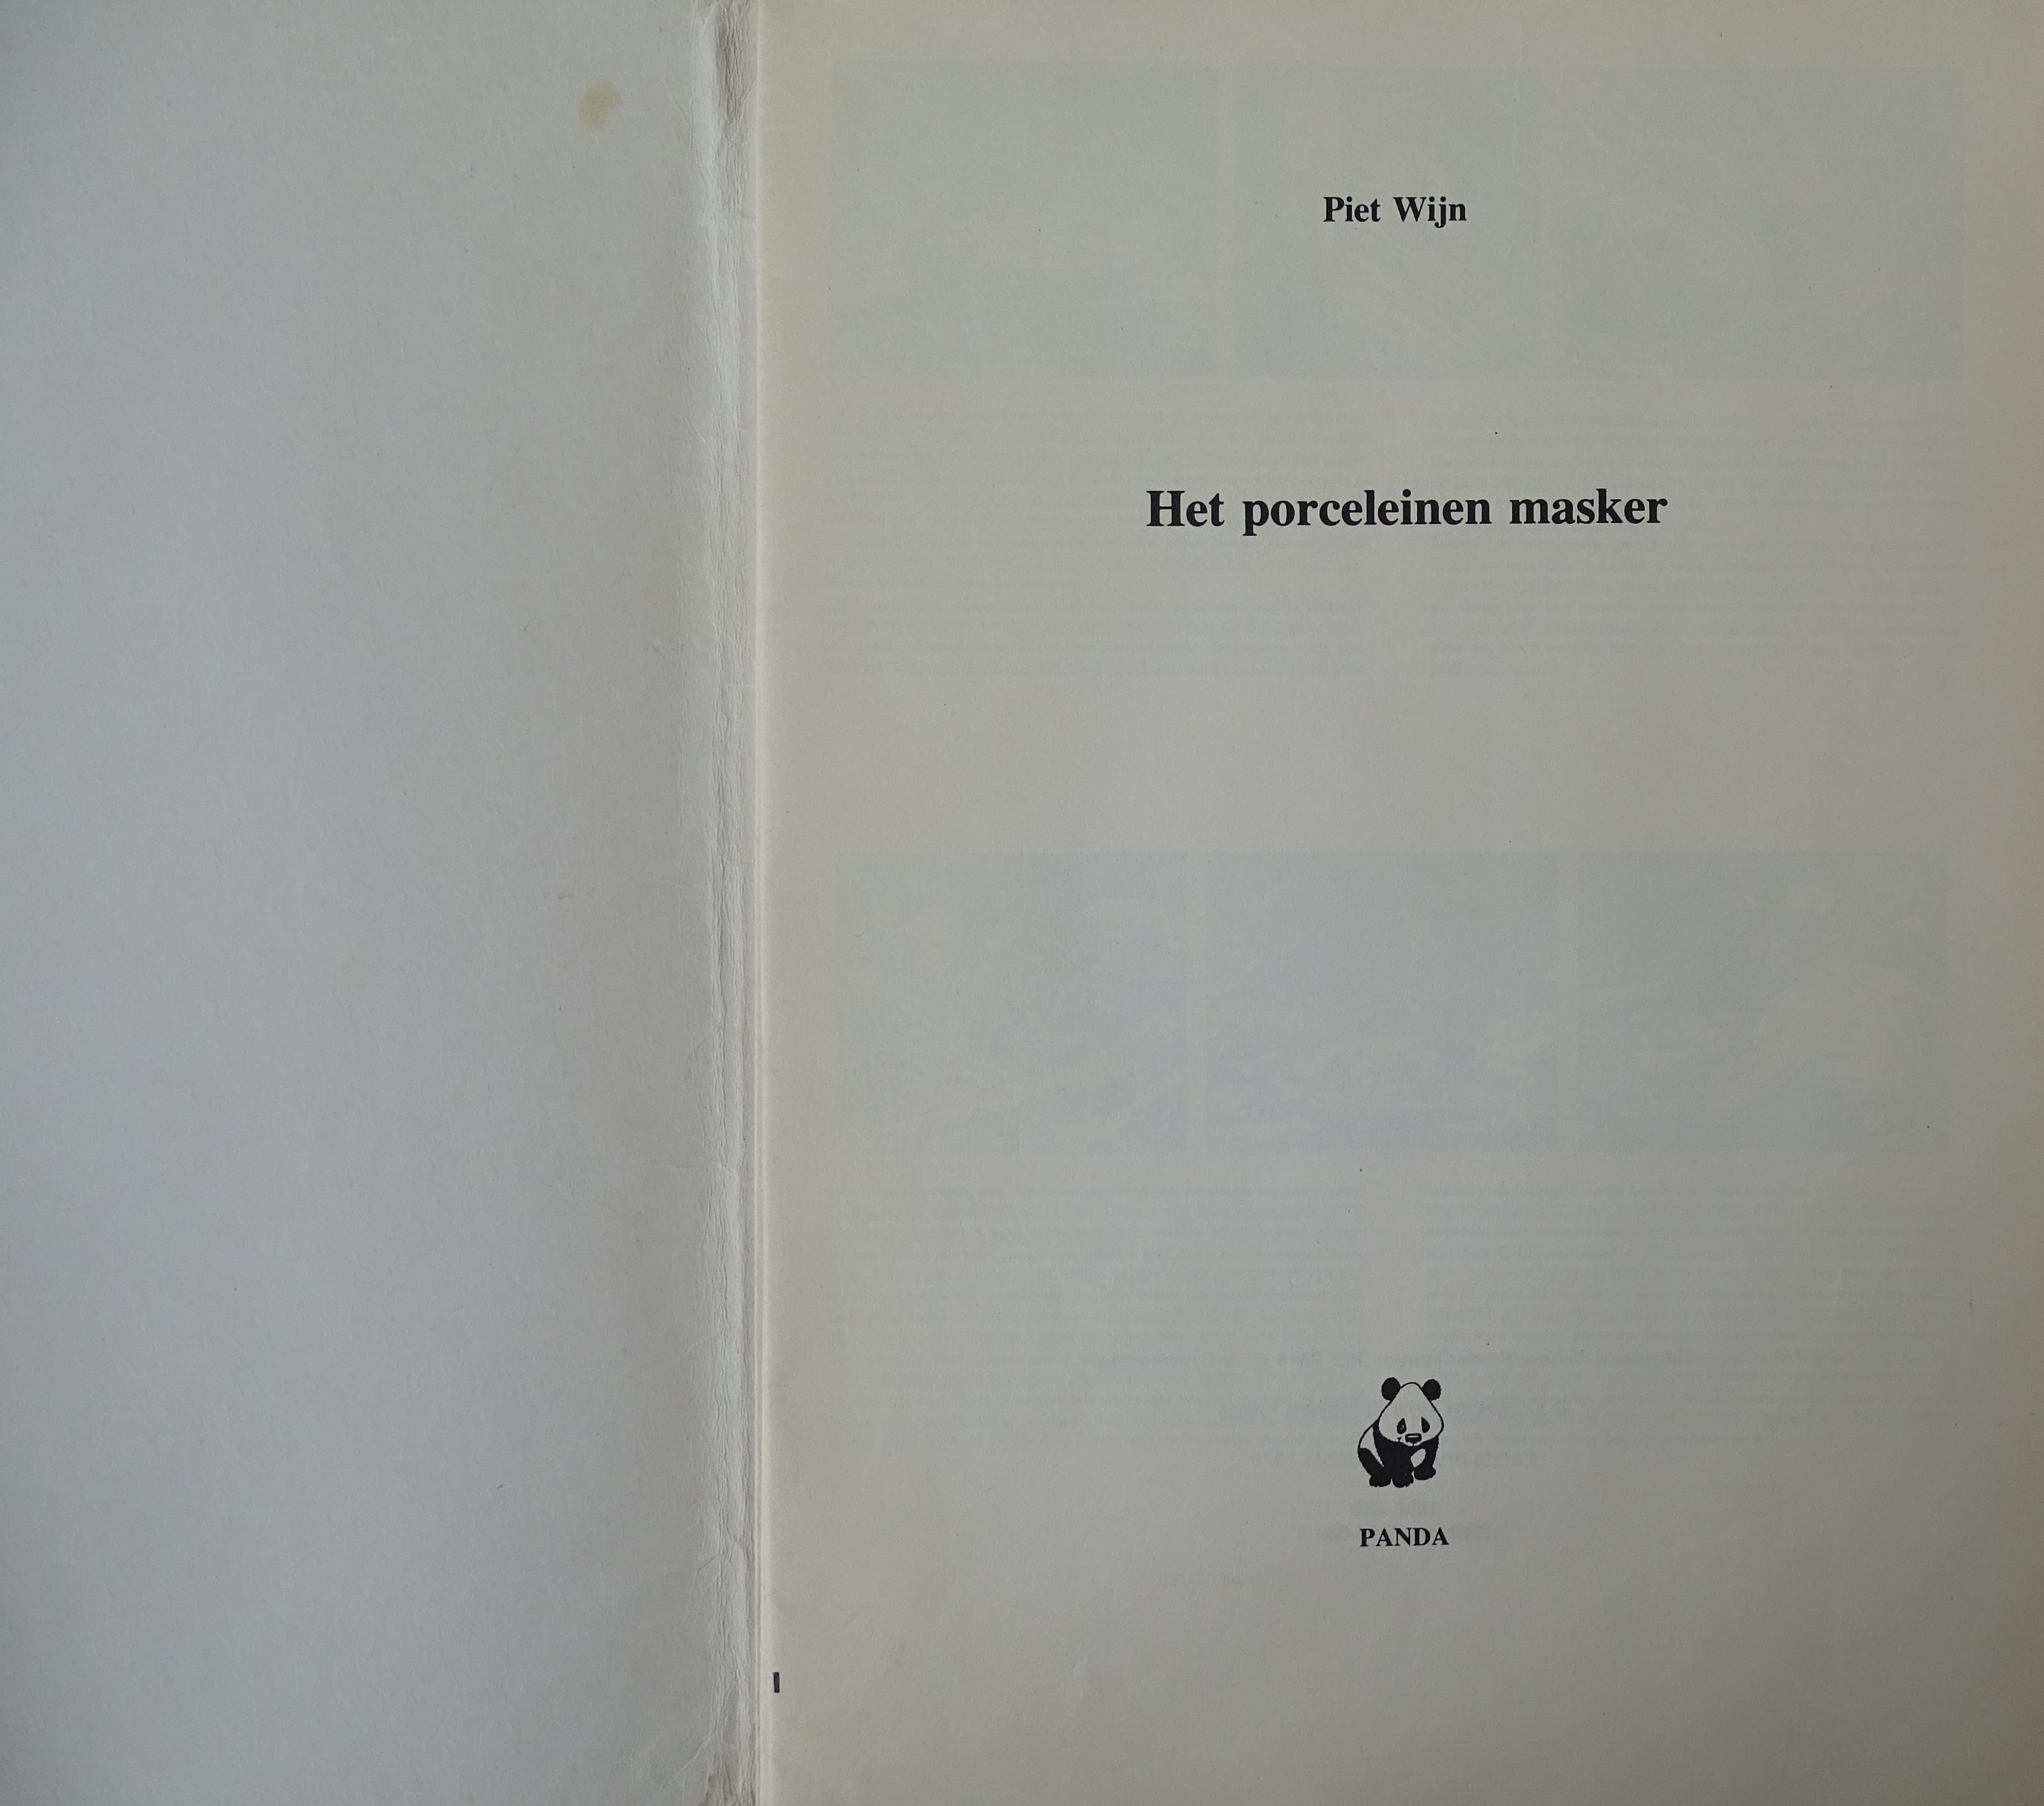 Piet Wijn
Het porceleinen masker
PANDA